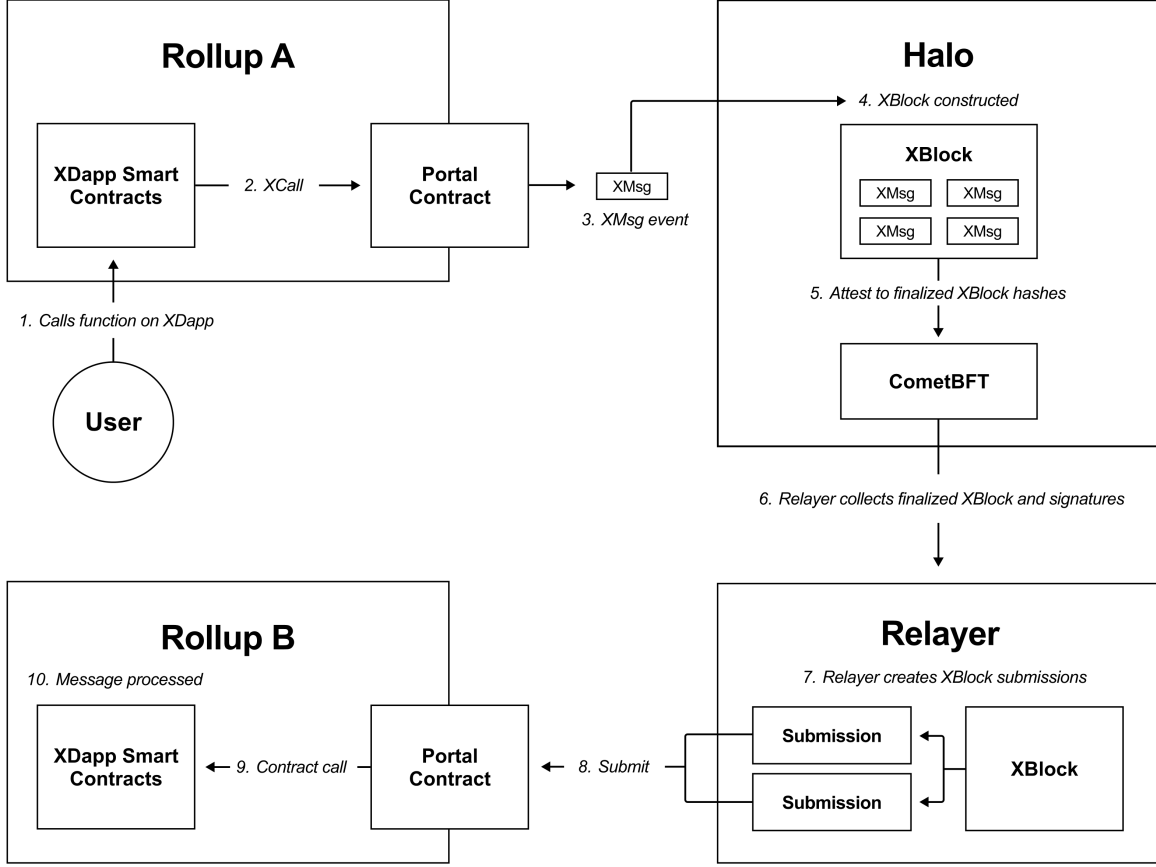 Rollup A
XDapp Smart
Contracts
2. XCall
Portal
Contract
XMsg
3. XMsg event
1. Calls function on XDapp
User
Halo
4. XBlock constructed
XBlock
XMsg
XMsg
XMsg
XMsg
5. Attest to finalized XBlock hashes
CometBFT
6. Relayer collects finalized XBlock and signatures
Relayer
7. Relayer creates XBlock submissions
Submission
Submission
XBlock
8. Submit
Rollup B
10. Message processed
XDapp Smart
Contracts
9. Contract call
Portal
Contract